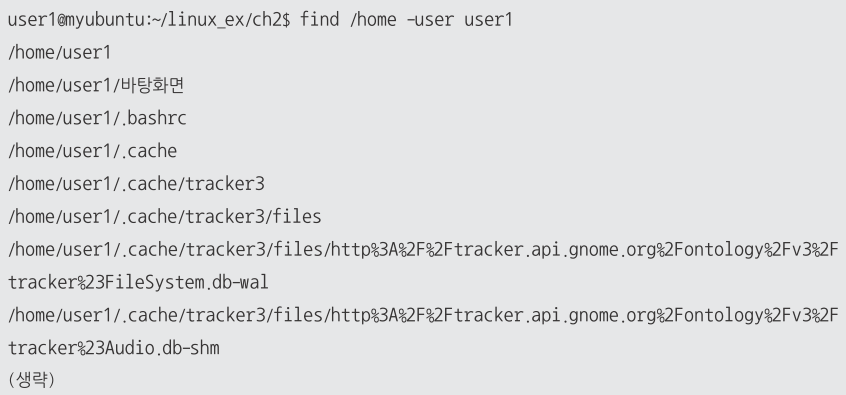 user1@myubuntu:~/linux_ex/ch2$ find /home -user user1
/home/user1
/home/user1/바탕화면
/home/user1/.bashrc
/home/user1/.cache
/home/user1/.cache/tracker3
/home/user1/.cache/tracker3/files
/home/user1/.cache/tracker3/files/http%3A%2F%2Ftracker.api.gnome.org%2Fontology%2Fv3%2F
tracker%23FileSystem.db-wal
/home/user1/.cache/tracker3/files/http%3A%2F%2Ftracker.api.gnome.org%2Fontology%2Fv3%2F
tracker%23Audio.db-shm
(생략)